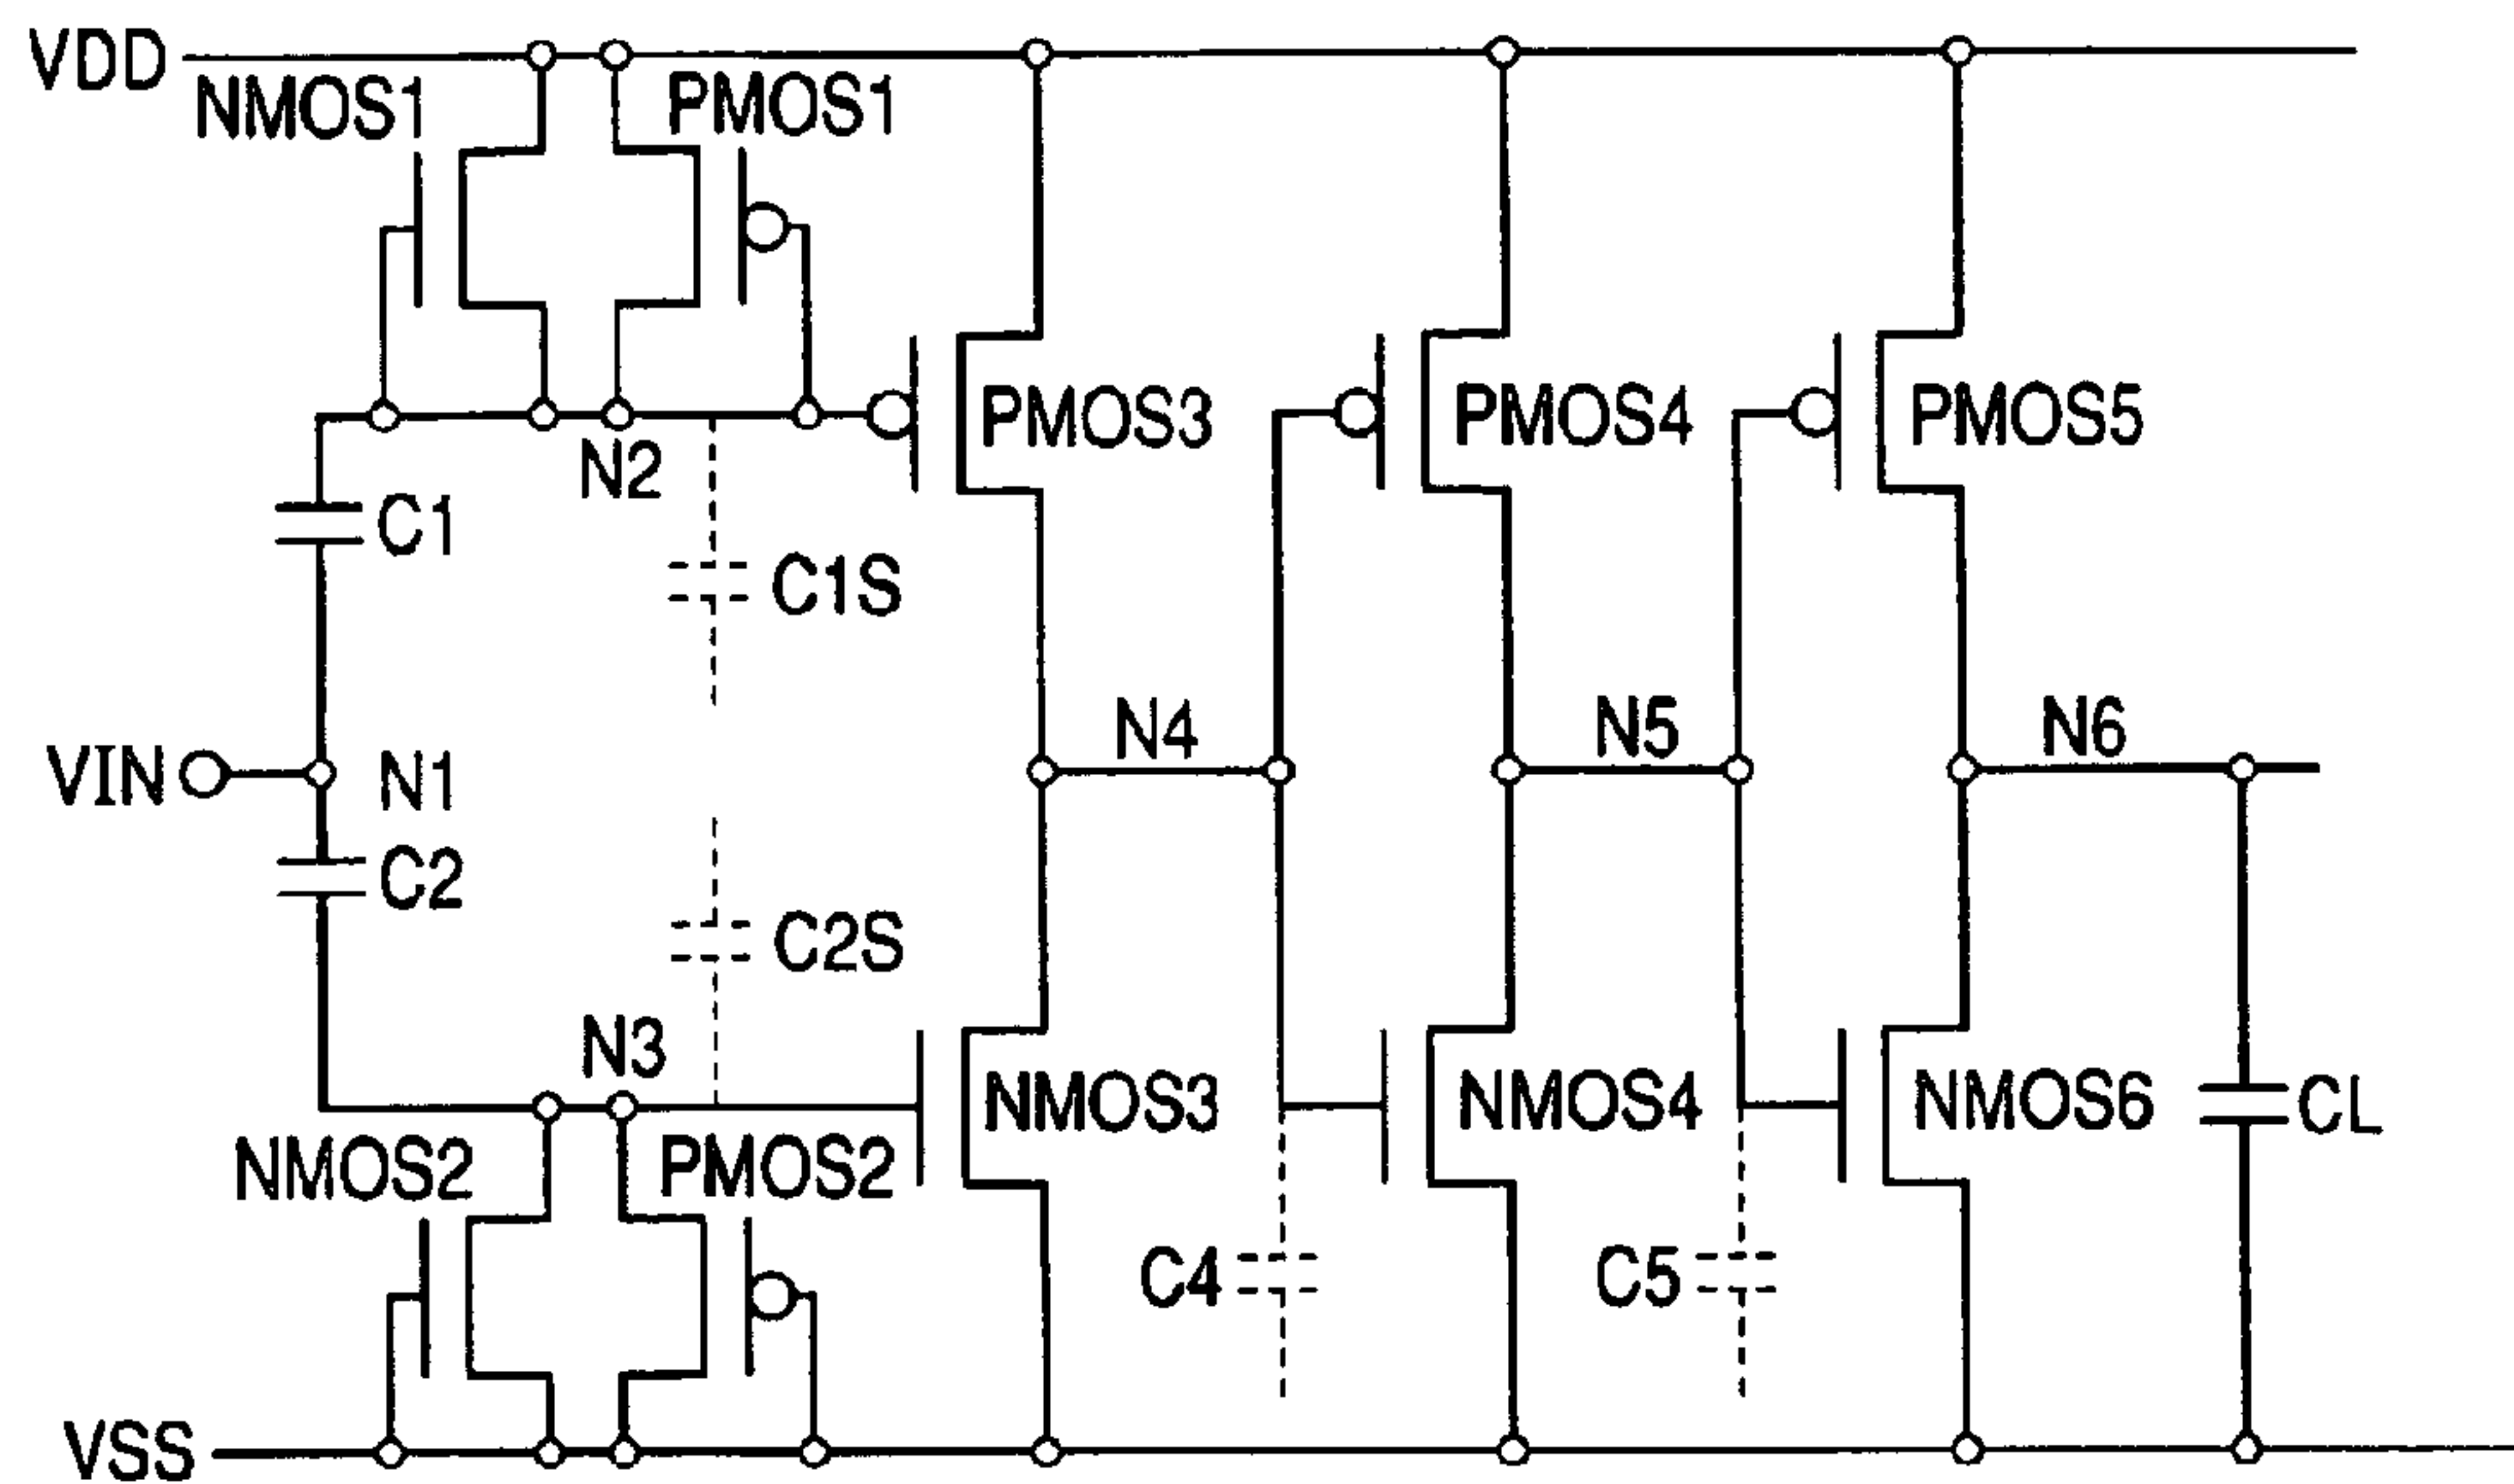 VDD
NMOS1
PMOS1
PMOS3
PMOS4
PMOS5
N2
C1
C1S
VIN
N1
N4
N5
N6
C2
C2S
N3
NMOS3
NMOS4
NMOS6
CL
NMOS2
PMOS2
C4
C5
VSS